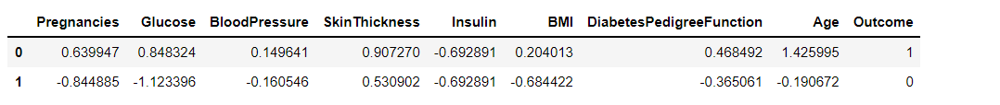 Pregnancies Glucose BloodPressure SkinThickness Insulin BMI DiabetesPedigreeFunction Age Outcome
0 0.639947 0.848324 0.149641 0.907270 -0.692891 0.204013 0.468492 1.425995 1
1 -0.844885 -1.123396 -0.160546 0.530902 -0.692891 -0.684422 -0.365061 -0.190672 0